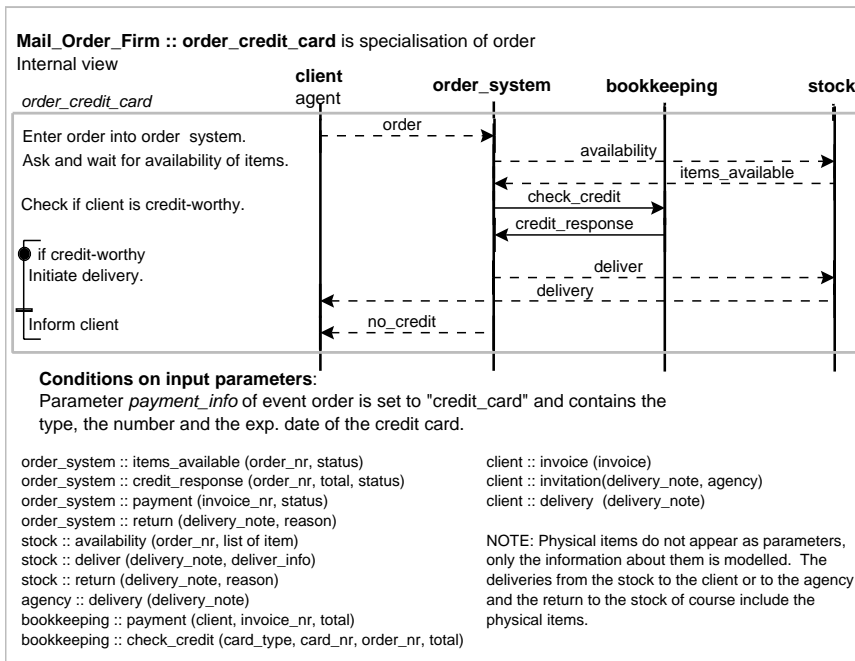 Mail_Order_Firm :: order_credit_card is specialisation of order
Internal view
client
agent
order_system
bookkeeping
stock
order_credit_card
Enter order into order system.
order
Ask and wait for availability of items.
availability
items_available
Check if client is credit-worthy.
check_credit
credit_response
if credit-worthy
Initiate delivery.
deliver
delivery
Inform client
no_credit
Conditions on input parameters:
Parameter payment_info of event order is set to "credit_card" and contains the
type, the number and the exp. date of the credit card.
order_system :: items_available (order_nr, status)
order_system :: credit_response (order_nr, total, status)
order_system :: payment (invoice_nr, status)
order_system :: return (delivery_note, reason)
stock :: availability (order_nr, list of item)
stock :: deliver (delivery_note, deliver_info)
stock :: return (delivery_note, reason)
agency :: delivery (delivery_note)
bookkeeping :: payment (client, invoice_nr, total)
bookkeeping :: check_credit (card_type, card_nr, order_nr, total)
client :: invoice (invoice)
client :: invitation(delivery_note, agency)
client :: delivery (delivery_note)
NOTE: Physical items do not appear as parameters,
only the information about them is modelled. The
deliveries from the stock to the client or to the agency
and the return to the stock of course include the
physical items.